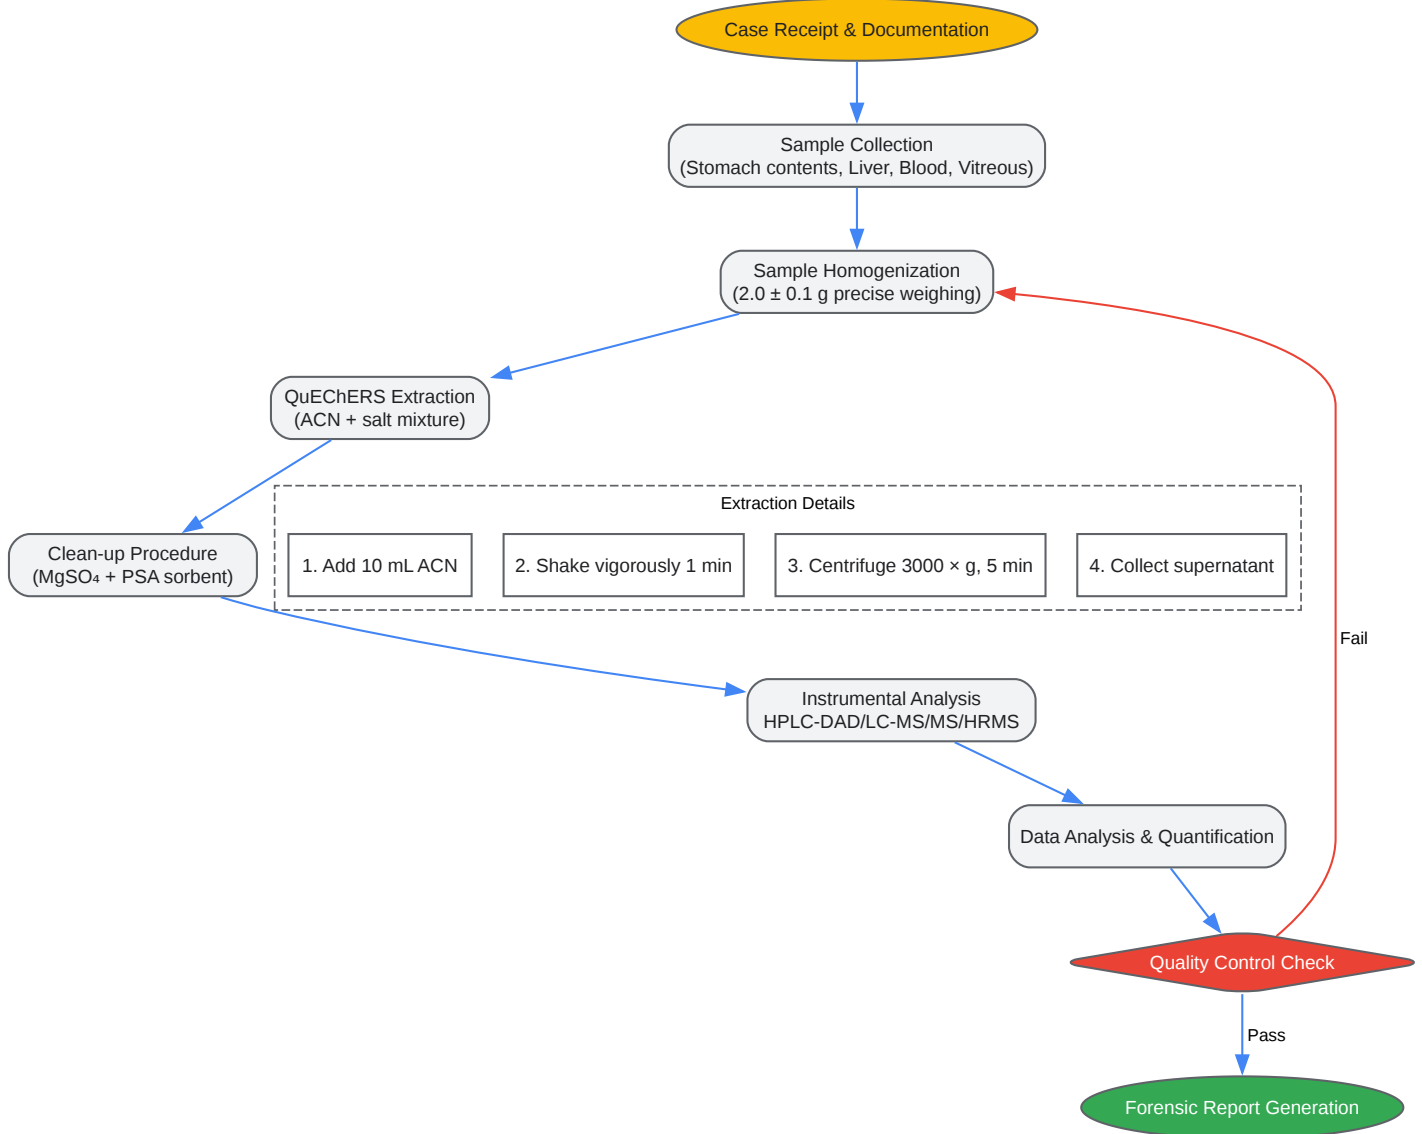 Case Receipt & Documentation
Sample Collection
(Stomach contents, Liver, Blood, Vitreous)
Sample Homogenization
(2.0 ± 0.1 g precise weighing)
QuEChERS Extraction
(ACN + salt mixture)
Extraction Details
Clean-up Procedure
(MgSO₄ + PSA sorbent)
1. Add 10 mL ACN
2. Shake vigorously 1 min
3. Centrifuge 3000 × g, 5 min
4. Collect supernatant
Fail
Instrumental Analysis
HPLC-DAD/LC-MS/MS/HRMS
Data Analysis & Quantification
Quality Control Check
Pass
Forensic Report Generation